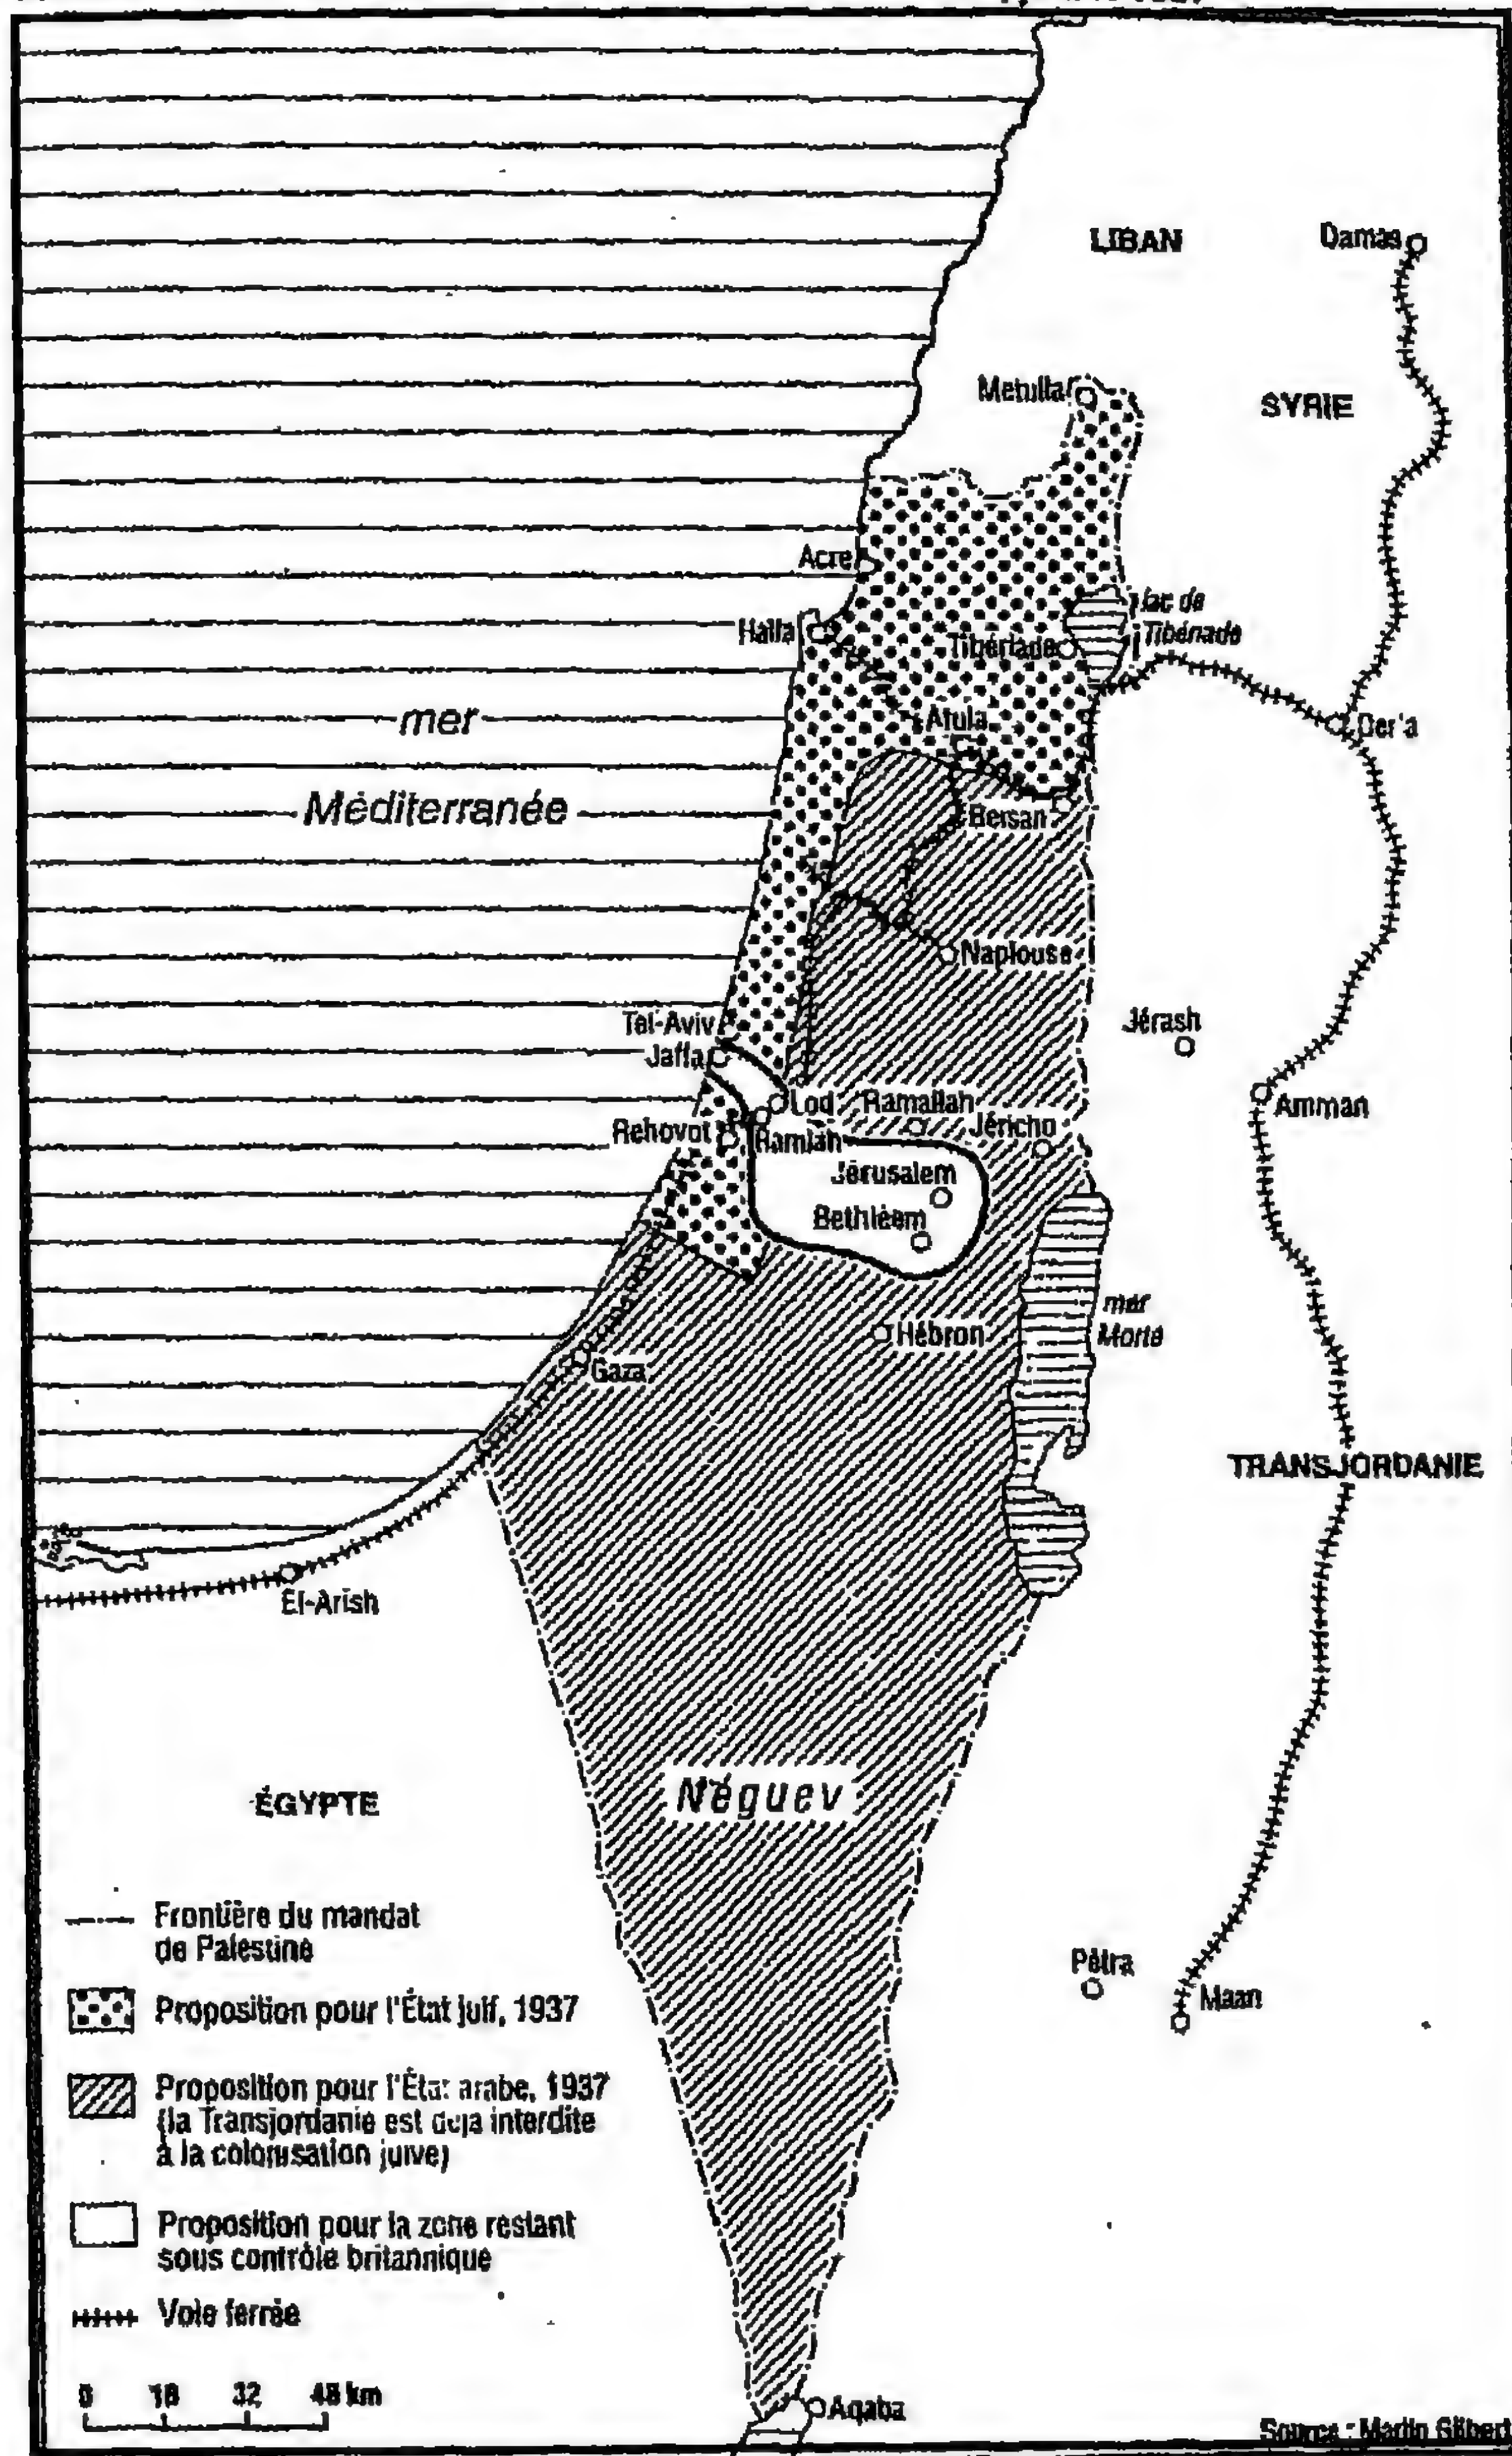 LIBAN
Damas
Metulla
SYRIE
Acre
Haifa
lac de
Tibériade
Tibériade
mer
Méditerranée
Afula
Der'a
Beisan
Naplouse
Tel-Aviv
Jaffa
Jérash
Lod
Ramallah
Jéricho
Amman
Rehovot
Ramlah
Jérusalem
Bethléem
mer
Morte
Hébron
Gaza
TRANSJORDANIE
El-Arish
Néguev
ÉGYPTE
Frontière du mandat
de Palestine
Pétra
Maan
Proposition pour l'État juif, 1937
Proposition pour l'État arabe, 1937
(la Transjordanie est déjà interdite
à la colonisation juive)
Proposition pour la zone restant
sous contrôle britannique
Voie ferrée
0 16 32 48 km
Aqaba
Source : Martin Gilbert